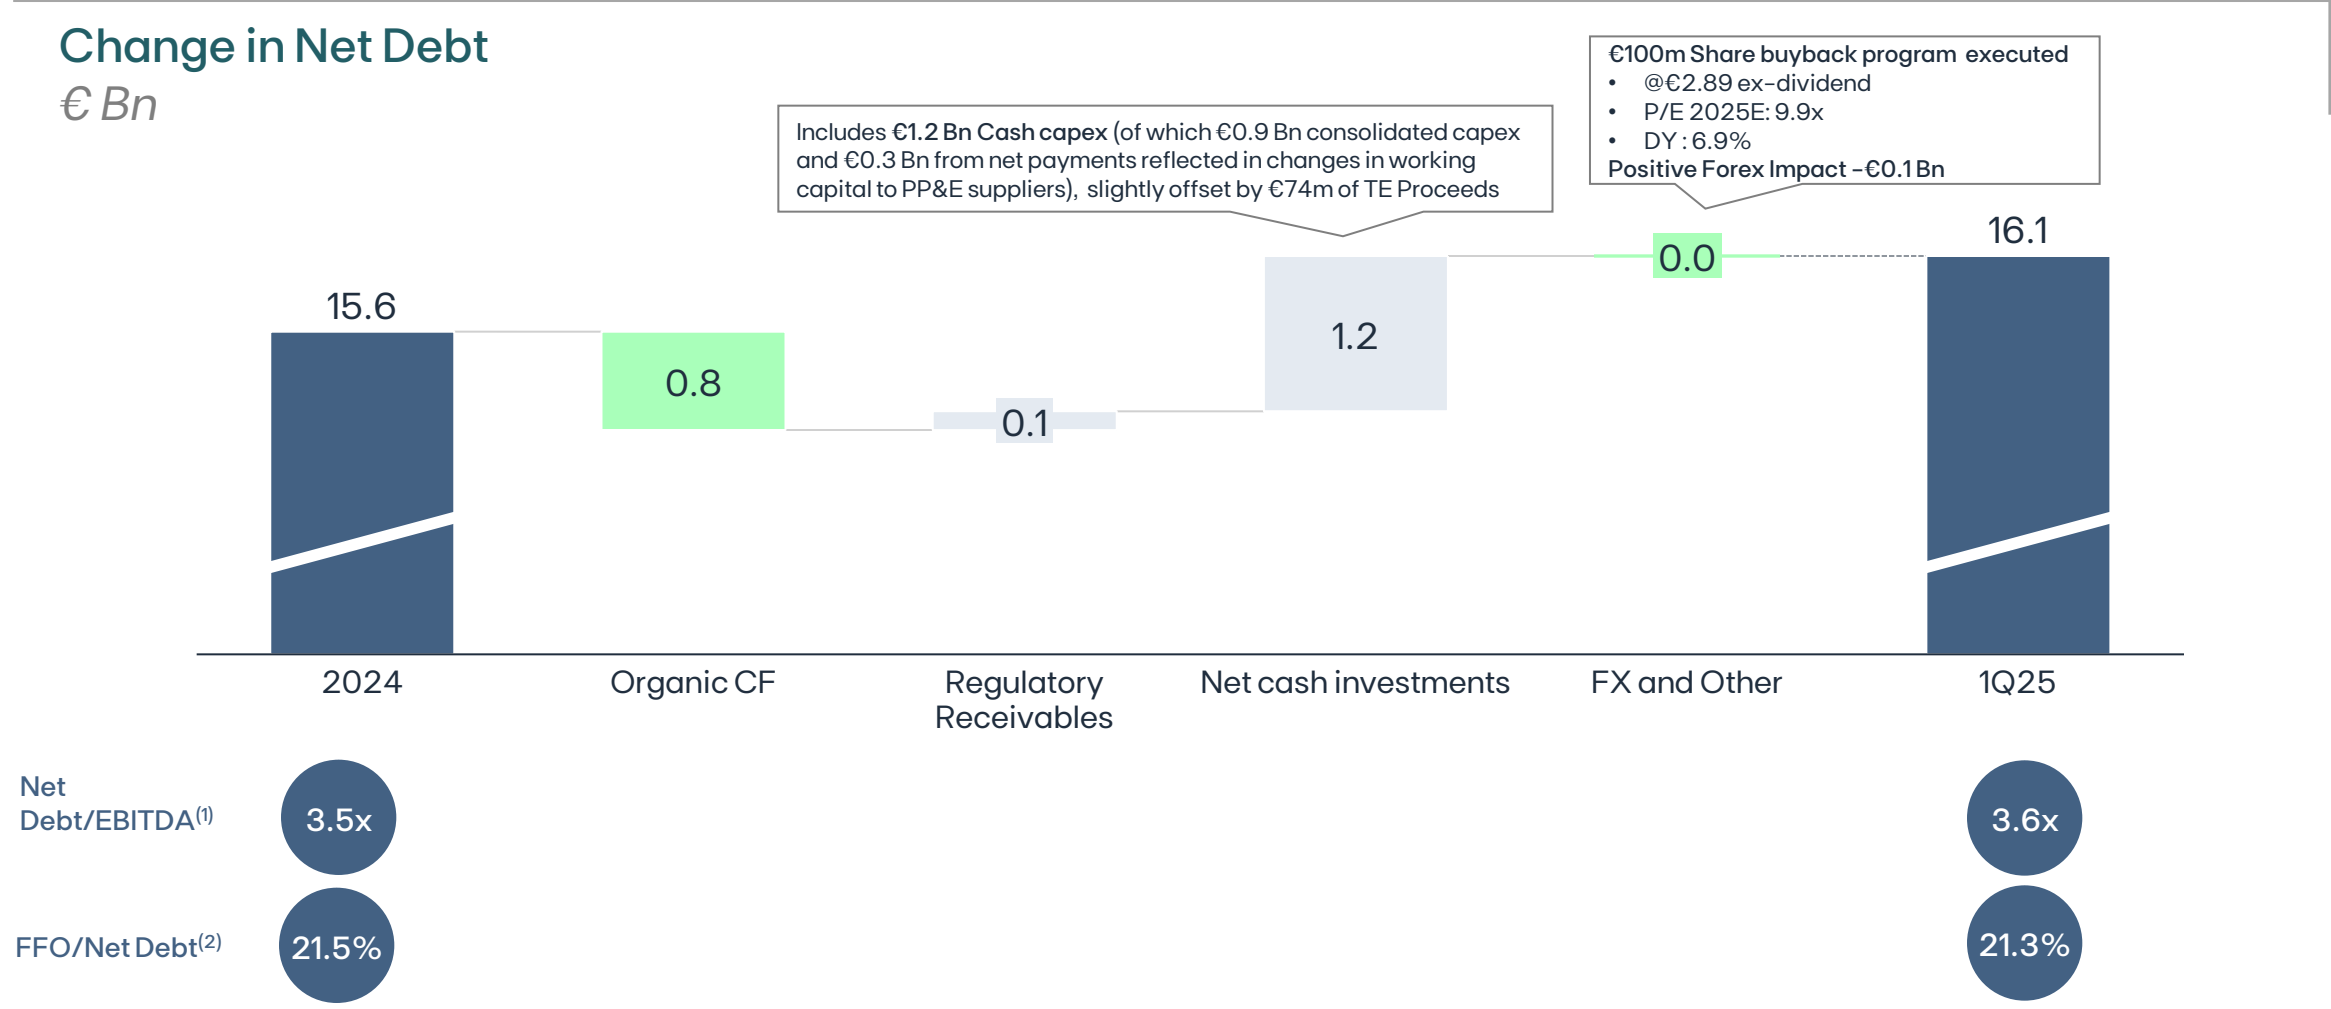 Change in Net Debt
€ Bn
€100m Share buyback program executed
• @€2.89 ex-dividend
• P/E 2025E: 9.9x
• DY : 6.9%
Positive Forex Impact -€0.1 Bn
Includes €1.2 Bn Cash capex (of which €0.9 Bn consolidated capex
and €0.3 Bn from net payments reflected in changes in working
capital to PP&E suppliers), slightly offset by €74m of TE Proceeds
15.6
0.8
0.1
1.2
0.0
16.1
2024
Organic CF
Regulatory
Receivables
Net cash investments
FX and Other
1Q25
Net
Debt/EBITDA(1)
3.5x
3.6x
FFO/Net Debt(2)
21.5%
21.3%